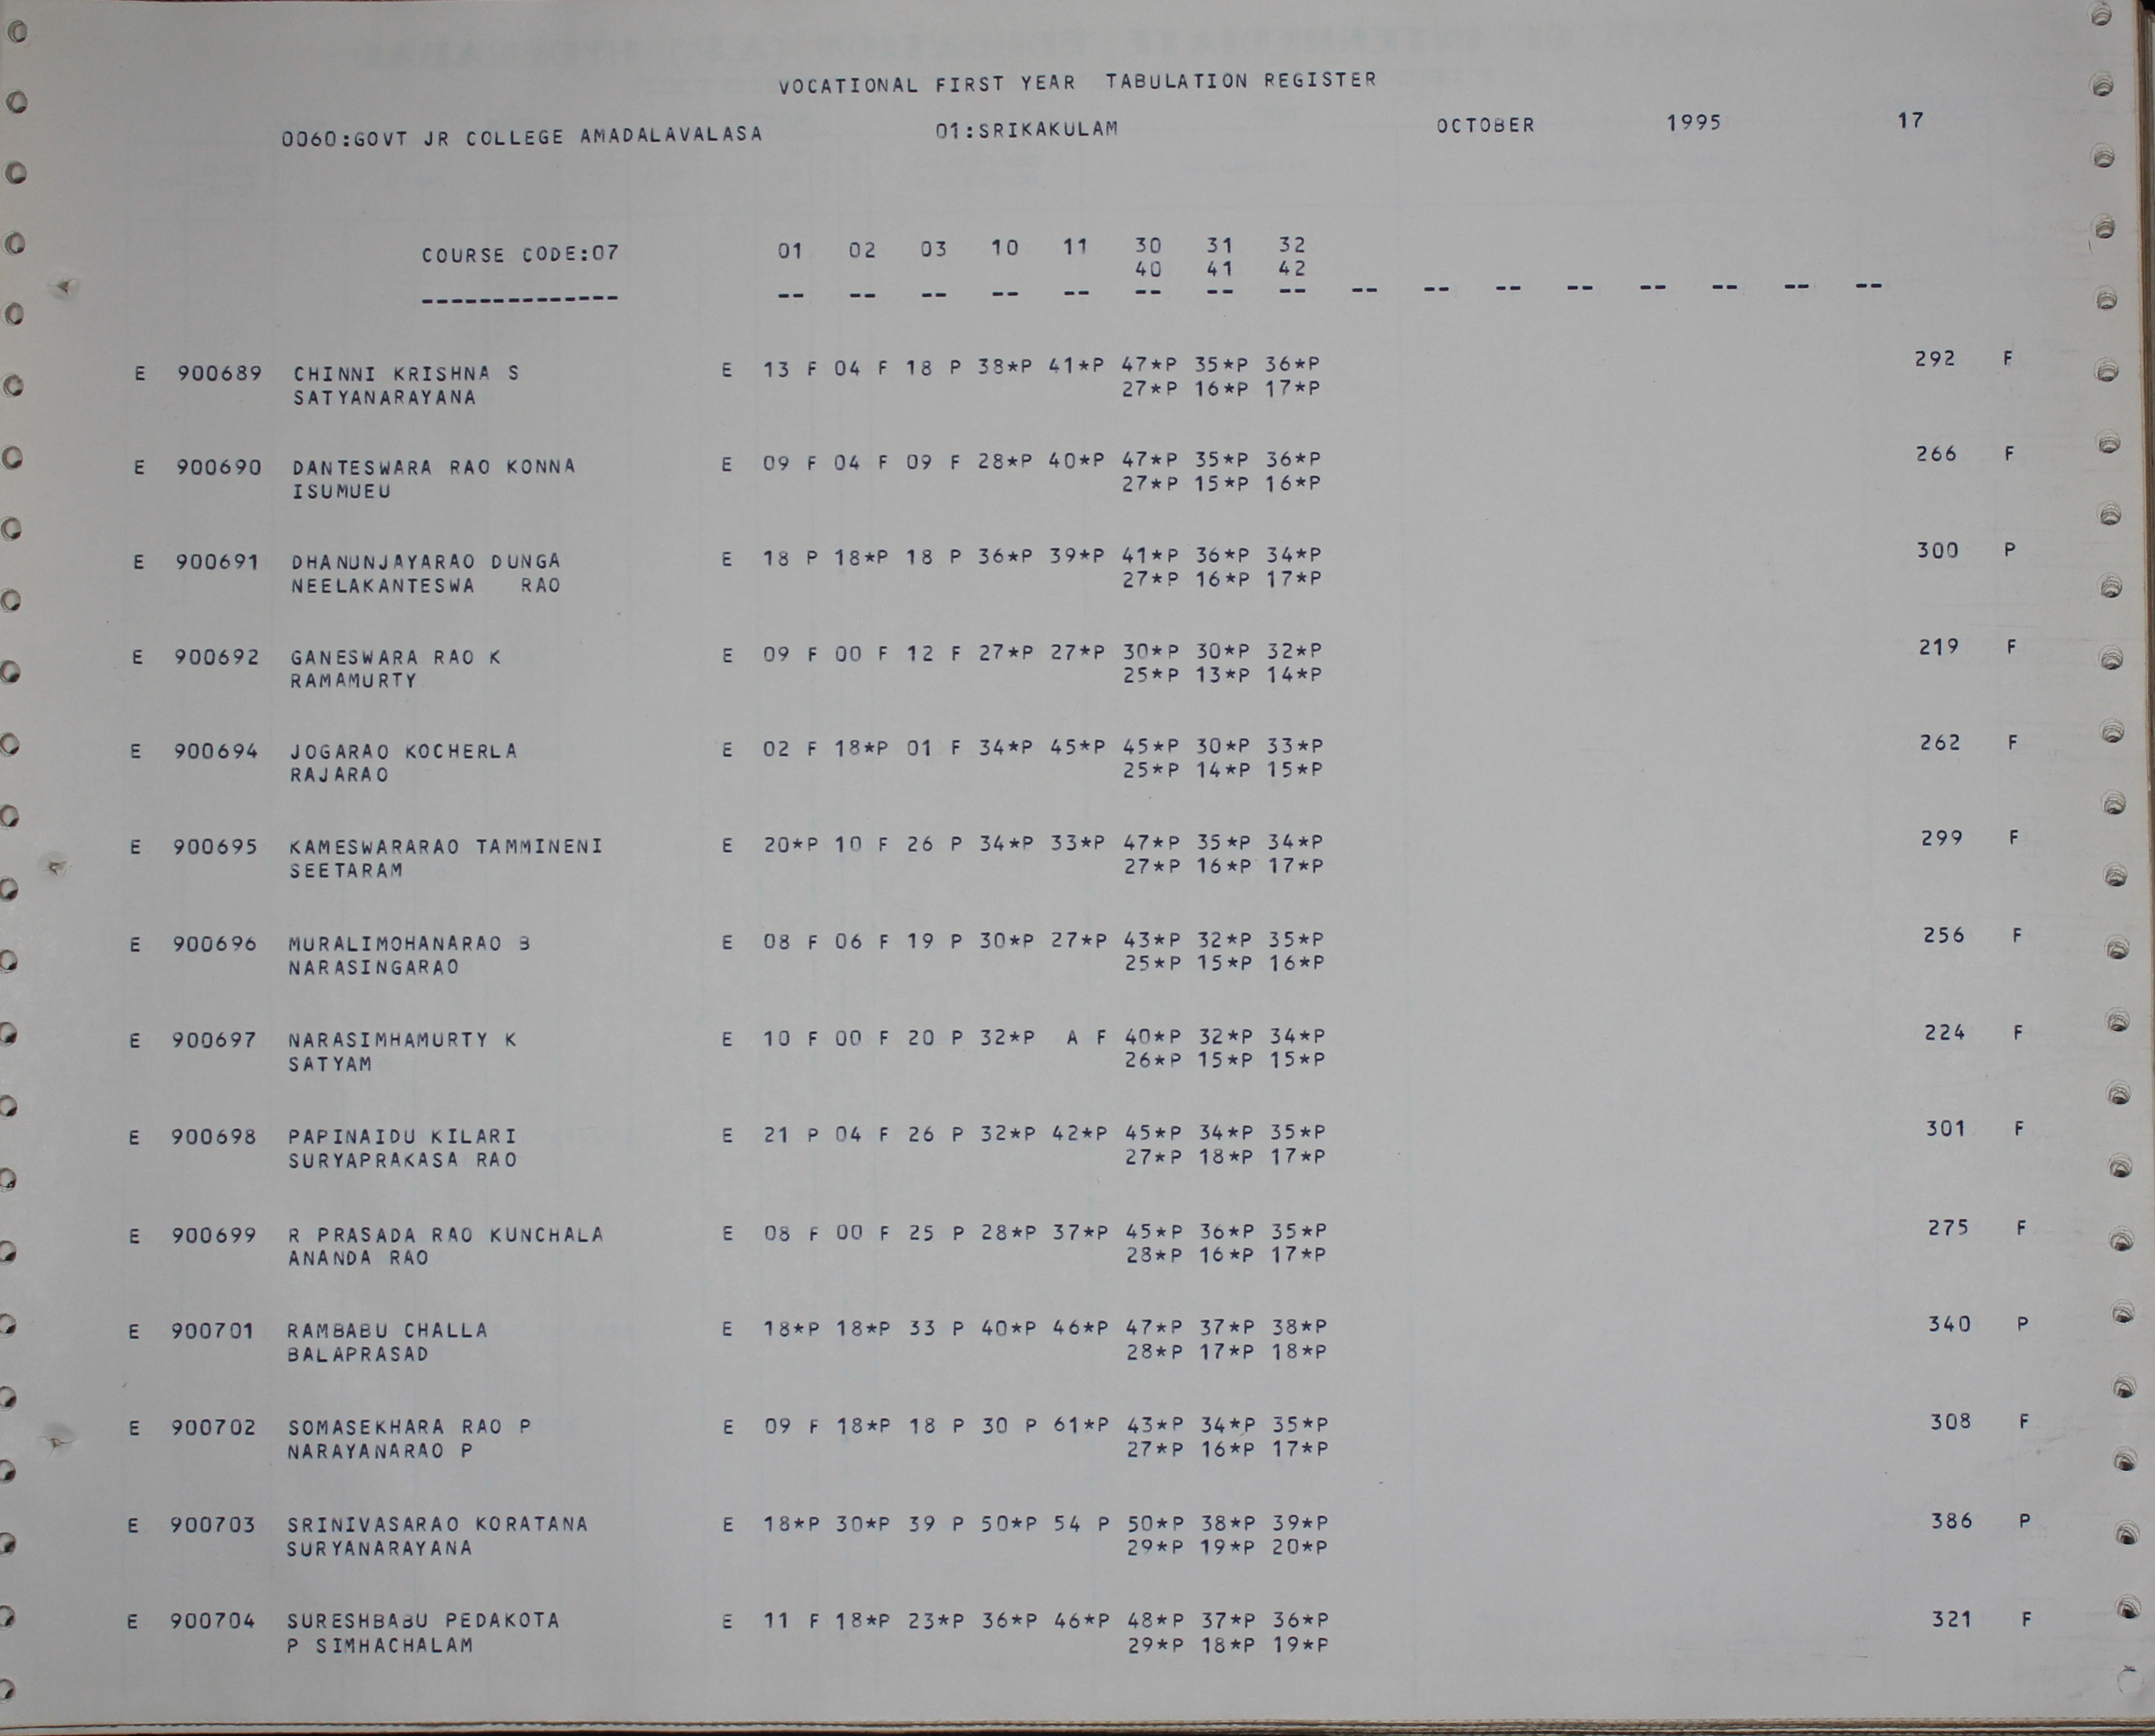 VOCATIONAL FIRST YEAR TABULATION REGISTER
0060:GOVT JR COLLEGE AMADALAVALASA 01:SRIKAKULAM OCTOBER 1995 17
COURSE CODE:07 01 02 03 10 11 30 31 32
40 41 42
-------------- -- -- -- -- -- -- -- -- -- -- -- -- -- -- -- --
E 900689 CHINNI KRISHNA S E 13 F 04 F 18 P 38*P 41*P 47*P 35*P 36*P 292 F
SATYANARAYANA 27*P 16*P 17*P
E 900690 DANTESWARA RAO KONNA E 09 F 04 F 09 F 28*P 40*P 47*P 35*P 36*P 266 F
ISUMUEU 27*P 15*P 16*P
E 900691 DHANUNJAYARAO DUNGA E 18 P 18*P 18 P 36*P 39*P 41*P 36*P 34*P 300 P
NEELAKANTESWA RAO 27*P 16*P 17*P
E 900692 GANESWARA RAO K E 09 F 00 F 12 F 27*P 27*P 30*P 30*P 32*P 219 F
RAMAMURTY 25*P 13*P 14*P
E 900694 JOGARAO KOCHERLA E 02 F 18*P 01 F 34*P 45*P 45*P 30*P 33*P 262 F
RAJARAO 25*P 14*P 15*P
E 900695 KAMESWARARAO TAMMINENI E 20*P 10 F 26 P 34*P 33*P 47*P 35*P 34*P 299 F
SEETARAM 27*P 16*P 17*P
E 900696 MURALIMOHANARAO B E 08 F 06 F 19 P 30*P 27*P 43*P 32*P 35*P 256 F
NARASINGARAO 25*P 15*P 16*P
E 900697 NARASIMHAMURTY K E 10 F 00 F 20 P 32*P A F 40*P 32*P 34*P 224 F
SATYAM 26*P 15*P 15*P
E 900698 PAPINAIDU KILARI E 21 P 04 F 26 P 32*P 42*P 45*P 34*P 35*P 301 F
SURYAPRAKASA RAO 27*P 18*P 17*P
E 900699 R PRASADA RAO KUNCHALA E 08 F 00 F 25 P 28*P 37*P 45*P 36*P 35*P 275 F
ANANDA RAO 28*P 16*P 17*P
E 900701 RAMBABU CHALLA E 18*P 18*P 33 P 40*P 46*P 47*P 37*P 38*P 340 P
BALAPRASAD 28*P 17*P 18*P
E 900702 SOMASEKHARA RAO P E 09 F 18*P 18 P 30 P 61*P 43*P 34*P 35*P 308 F
NARAYANARAO P 27*P 16*P 17*P
E 900703 SRINIVASARAO KORATANA E 18*P 30*P 39 P 50*P 54 P 50*P 38*P 39*P 386 P
SURYANARAYANA 29*P 19*P 20*P
E 900704 SURESHBABU PEDAKOTA E 11 F 18*P 23*P 36*P 46*P 48*P 37*P 36*P 321 F
P SIMHACHALAM 29*P 18*P 19*P